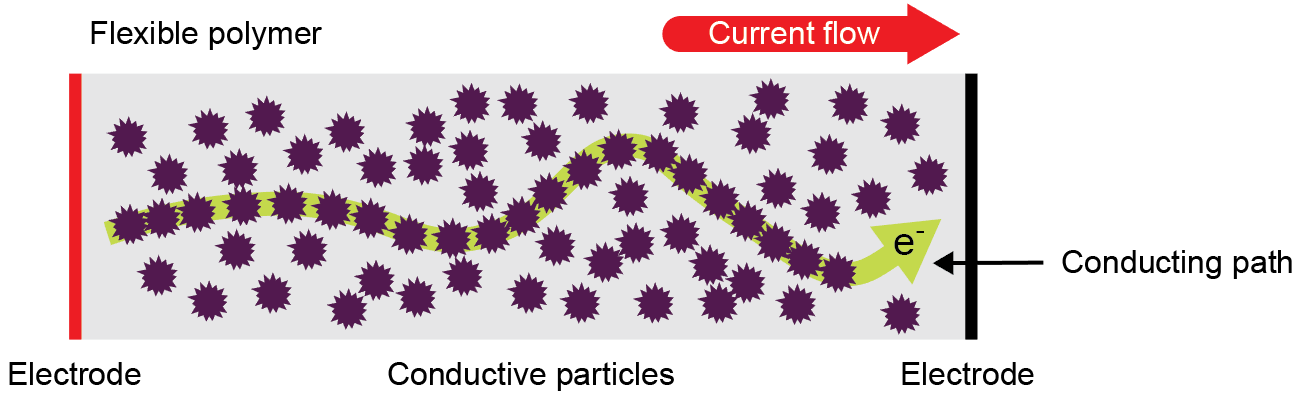 Flexible polymer
Current flow
e-
Conducting path
Electrode
Conductive particles
Electrode